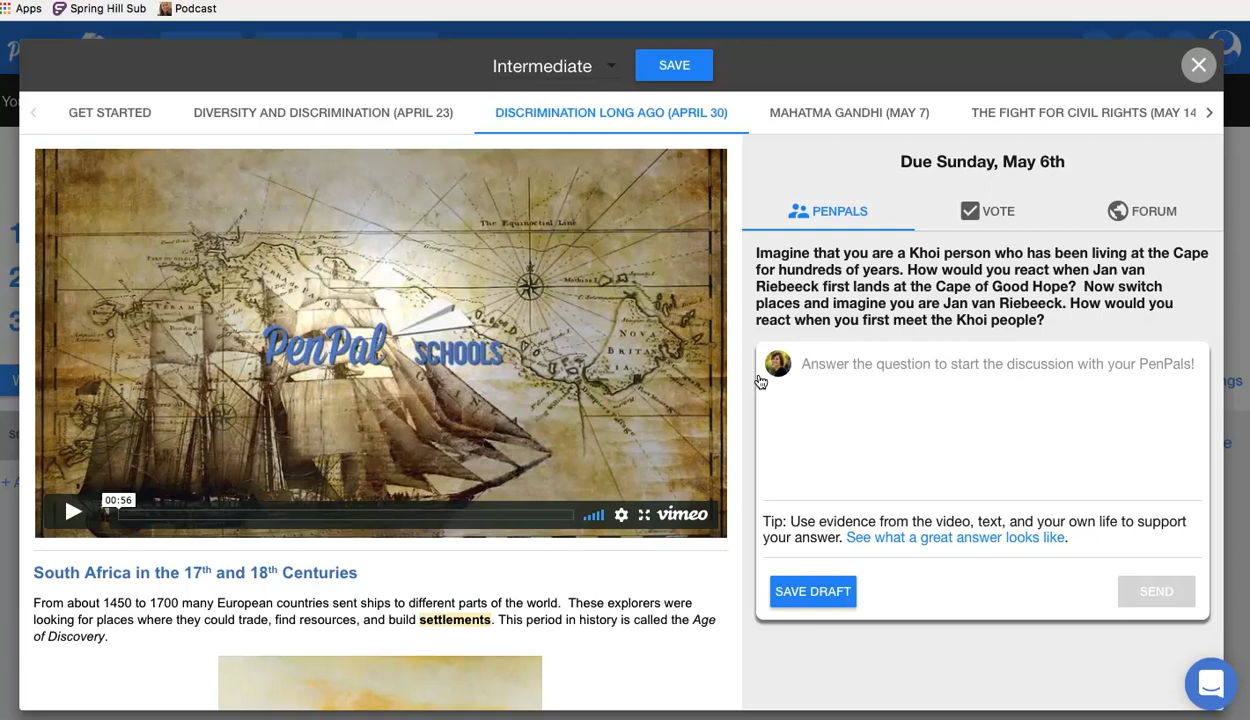 Apps Spring Hill Sub Podcast
Intermediate SAVE
GET STARTED DIVERSITY AND DISCRIMINATION (APRIL 23) DISCRIMINATION LONG AGO (APRIL 30) MAHATMA GANDHI (MAY 7) THE FIGHT FOR CIVIL RIGHTS (MAY 14
The Equinoctial Line
NOVA
BRITAN
PenPal SCHOOLS
00:56
vimeo
South Africa in the 17th and 18th Centuries
From about 1450 to 1700 many European countries sent ships to different parts of the world. These explorers were
looking for places where they could trade, find resources, and build settlements. This period in history is called the Age
of Discovery.
Due Sunday, May 6th
PENPALS VOTE FORUM
Imagine that you are a Khoi person who has been living at the Cape
for hundreds of years. How would you react when Jan van
Riebeeck first lands at the Cape of Good Hope? Now switch
places and imagine you are Jan van Riebeeck. How would you
react when you first meet the Khoi people?
Answer the question to start the discussion with your PenPals!
Tip: Use evidence from the video, text, and your own life to support
your answer. See what a great answer looks like.
SAVE DRAFT SEND